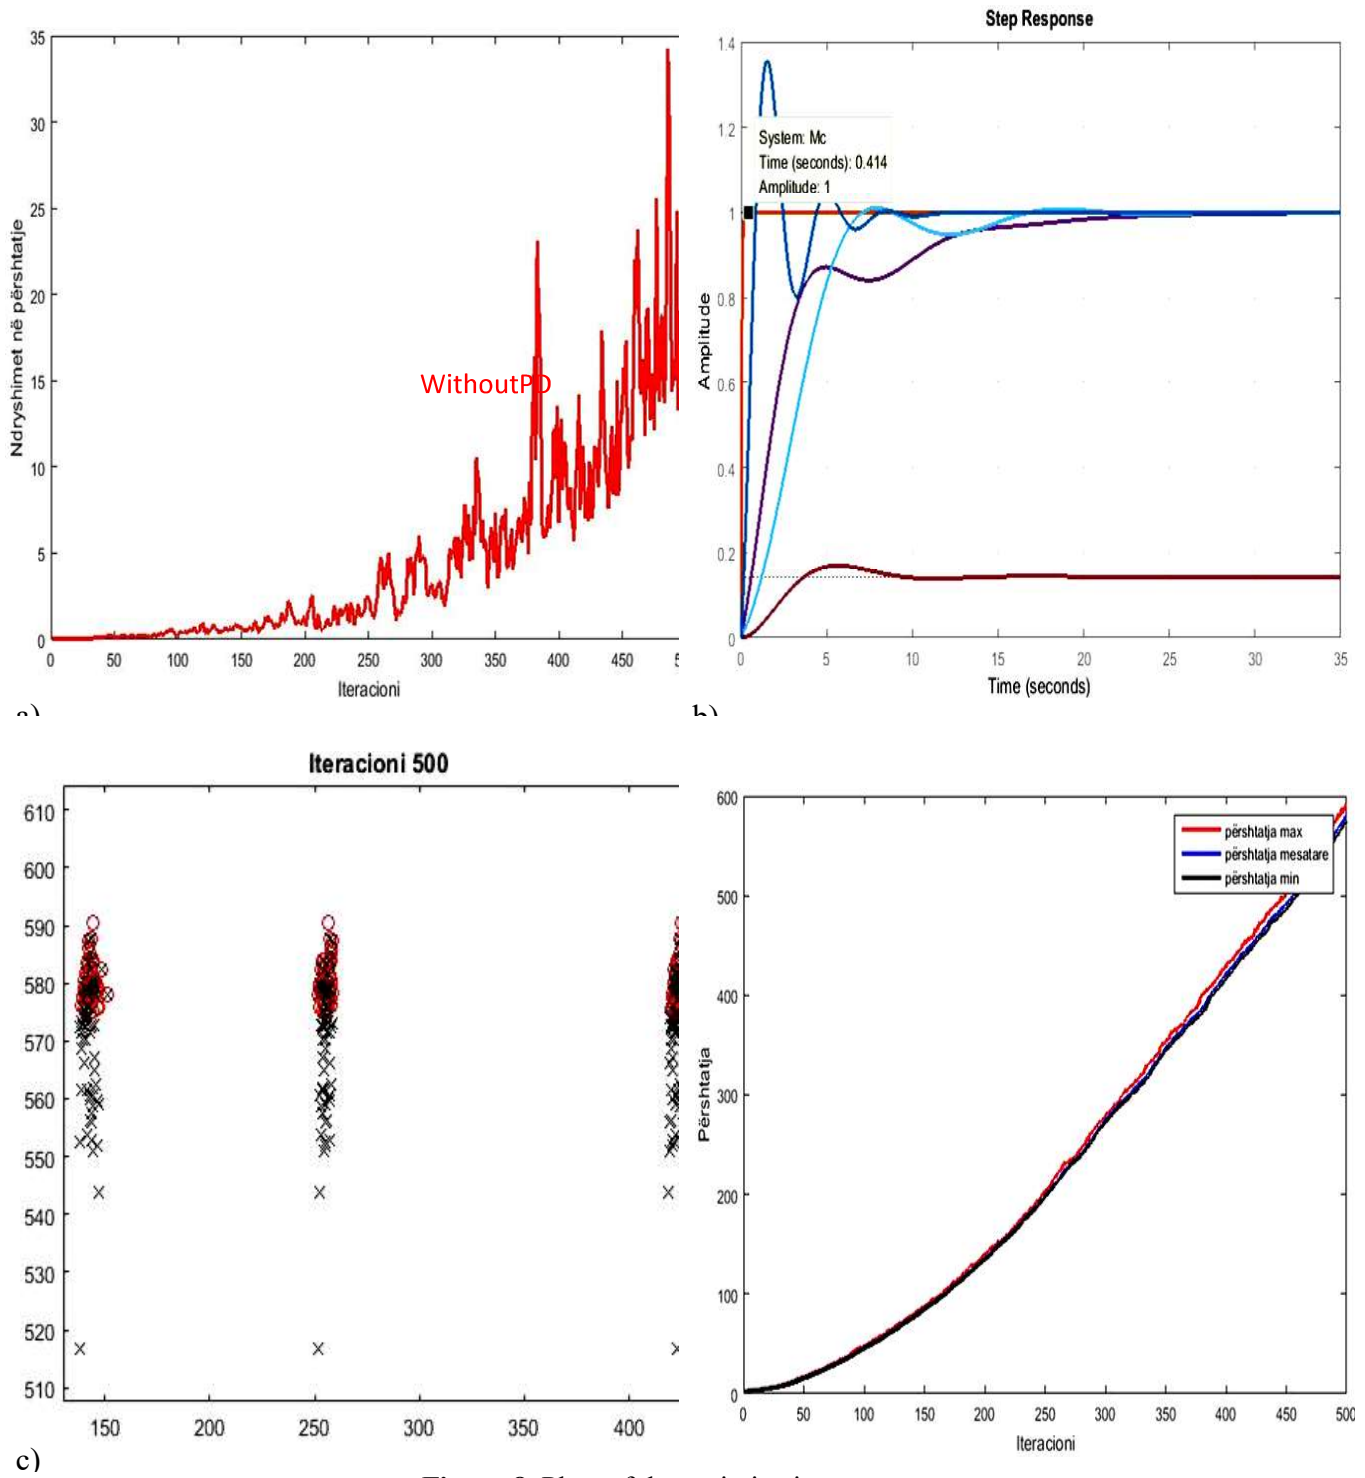 35
30
25
20
15
10
5
0
Ndryshimet në përshtatje
WithoutPD
0 50 100 150 200 250 300 350 400 450
Iteracioni
a)
Step Response
1.4
1.2
1
0.8
0.6
0.4
0.2
0
Amplitude
System: Mc
Time (seconds): 0.414
Amplitude: 1
0 5 10 15 20 25 30 35
Time (seconds)
b)
Iteracioni 500
610
600
590
580
570
560
550
540
530
520
510
150 200 250 300 350 400
c)
600
500
400
300
200
100
0
Përshtatja
përshtatja max
përshtatja mesatare
përshtatja min
0 50 100 150 200 250 300 350 400 450 500
Iteracioni